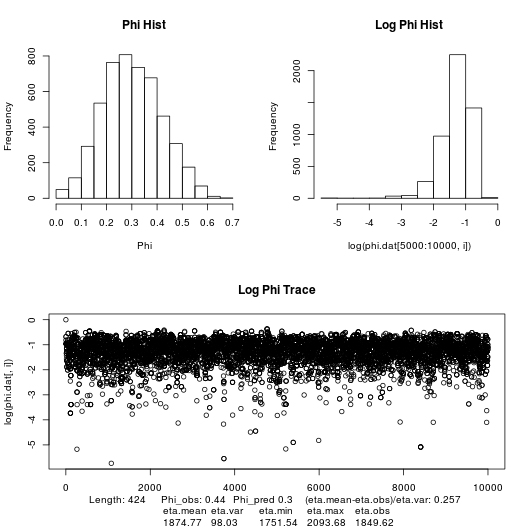 Phi Hist
Log Phi Hist
Frequency
0 200 400 600 800
0.0 0.1 0.2 0.3 0.4 0.5 0.6 0.7
Phi
Frequency
0 500 1000 2000
-5 -4 -3 -2 -1 0
log(phi.dat[5000:10000, i])
Log Phi Trace
log(phi.dat[, i])
0 -1 -2 -3 -4 -5
0 2000 4000 6000 8000 10000
Length: 424 Phi_obs: 0.44 Phi_pred 0.3 (eta.mean-eta.obs)/eta.var: 0.257
eta.mean eta.var eta.min eta.max eta.obs
1874.77 98.03 1751.54 2093.68 1849.62